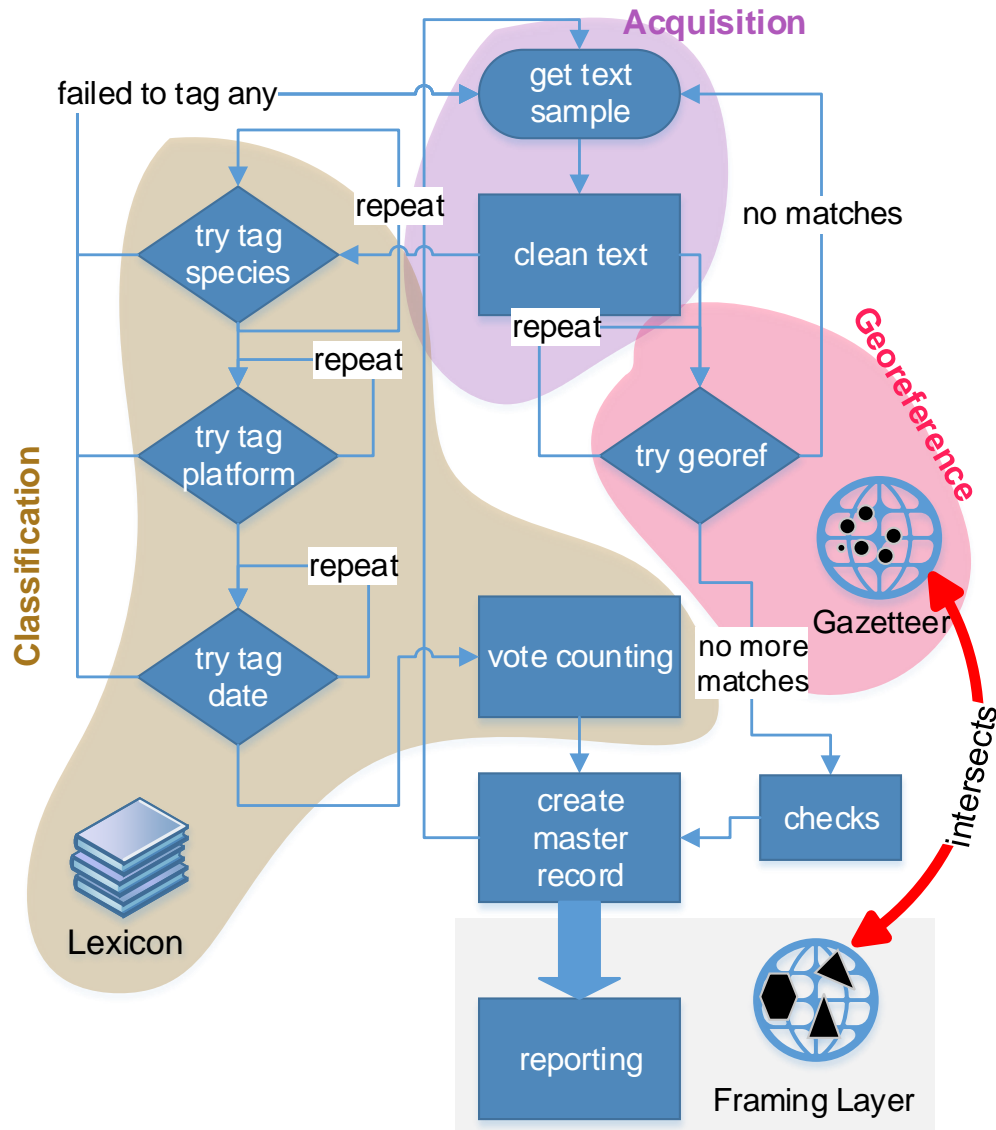 Acquisition
get text
sample
failed to tag any
repeat
no matches
try tag
species
clean text
repeat
Georeference
repeat
try tag
platform
try georef
Classification
repeat
Gazetteer
try tag
date
vote counting
no more
matches
intersects
create
master
record
checks
Lexicon
reporting
Framing Layer